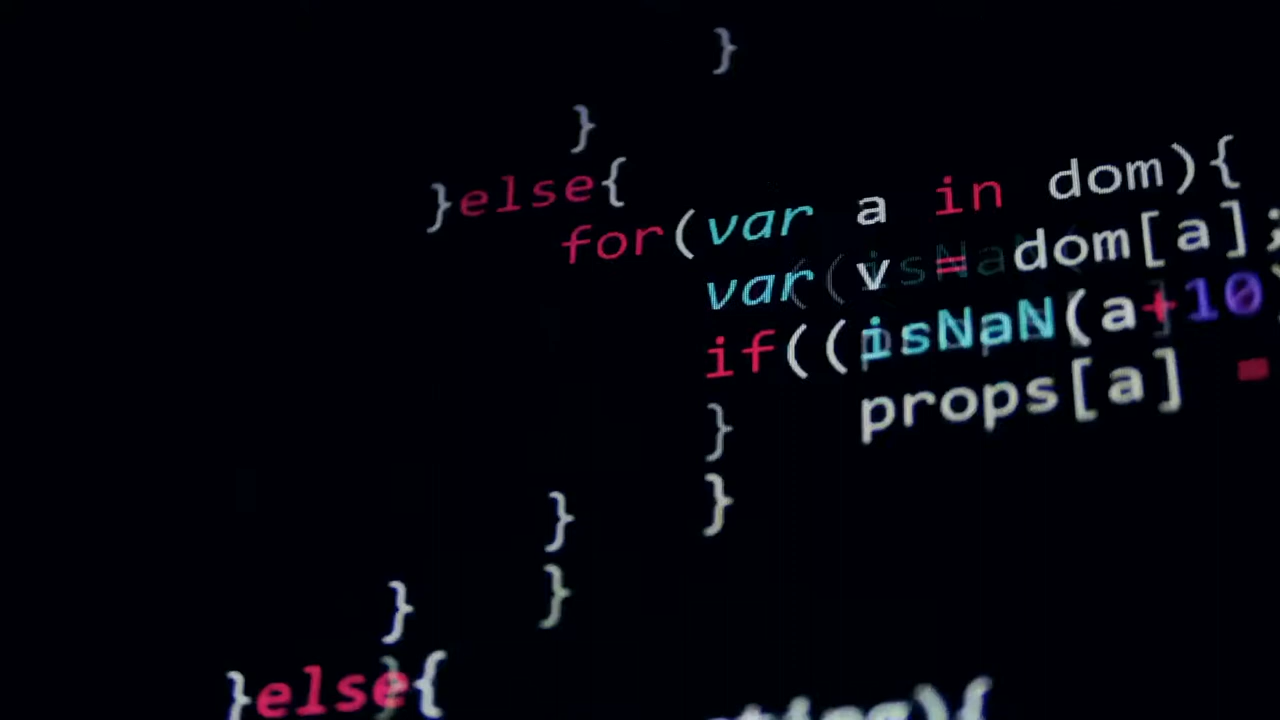 }
}
}else{
for(var a in dom){
var v = dom[a];
if((isNaN(a+10)
props[a] =
}
}
}
}
}
}else{